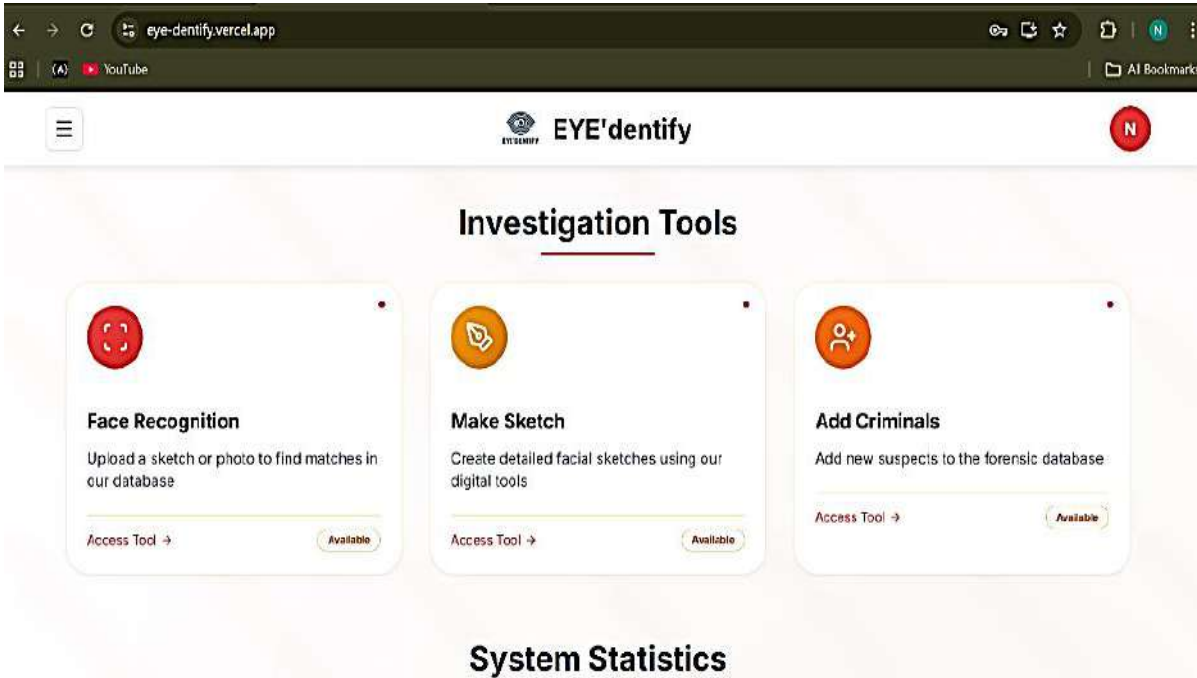 eye-dentify.vercel.app
N
(A) YouTube
AI Bookmarks
EYE'DENTIFY
EYE'dentify
N
Investigation Tools
Face Recognition
Upload a sketch or photo to find matches in
our database
Access Tool →
Available
Make Sketch
Create detailed facial sketches using our
digital tools
Access Tool →
Available
Add Criminals
Add new suspects to the forensic database
Access Tool →
Available
System Statistics